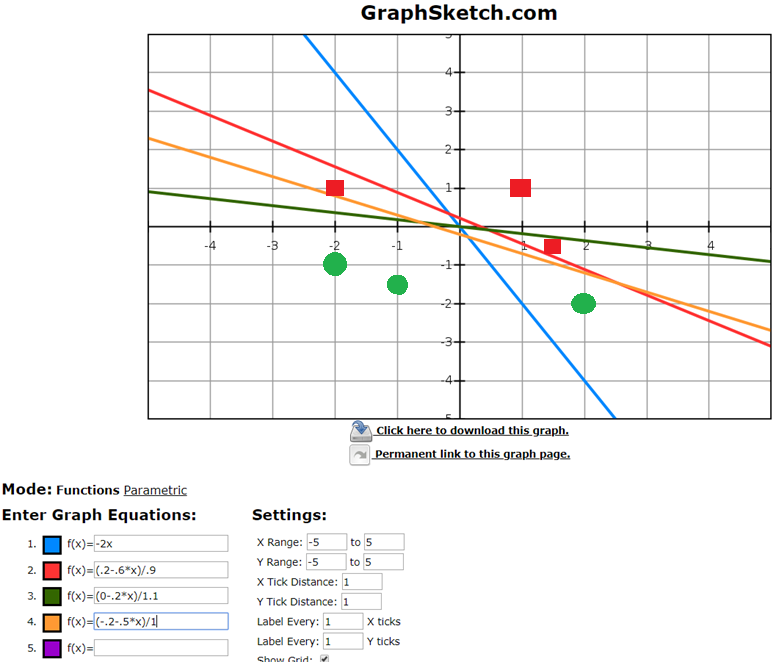 GraphSketch.com
5
4
3
2
1
-4 -3 -2 -1 1 2 3 4
-1
-2
-3
-4
-5
Click here to download this graph.
Permanent link to this graph page.
Mode: Functions Parametric
Enter Graph Equations: Settings:
1. f(x)= -2x X Range: -5 to 5
2. f(x)= (.2-.6*x)/.9 Y Range: -5 to 5
3. f(x)= (0-.2*x)/1.1 X Tick Distance: 1
Y Tick Distance: 1
4. f(x)= (-.2-.5*x)/1 Label Every: 1 X ticks
5. f(x)= Label Every: 1 Y ticks
Show Grid: